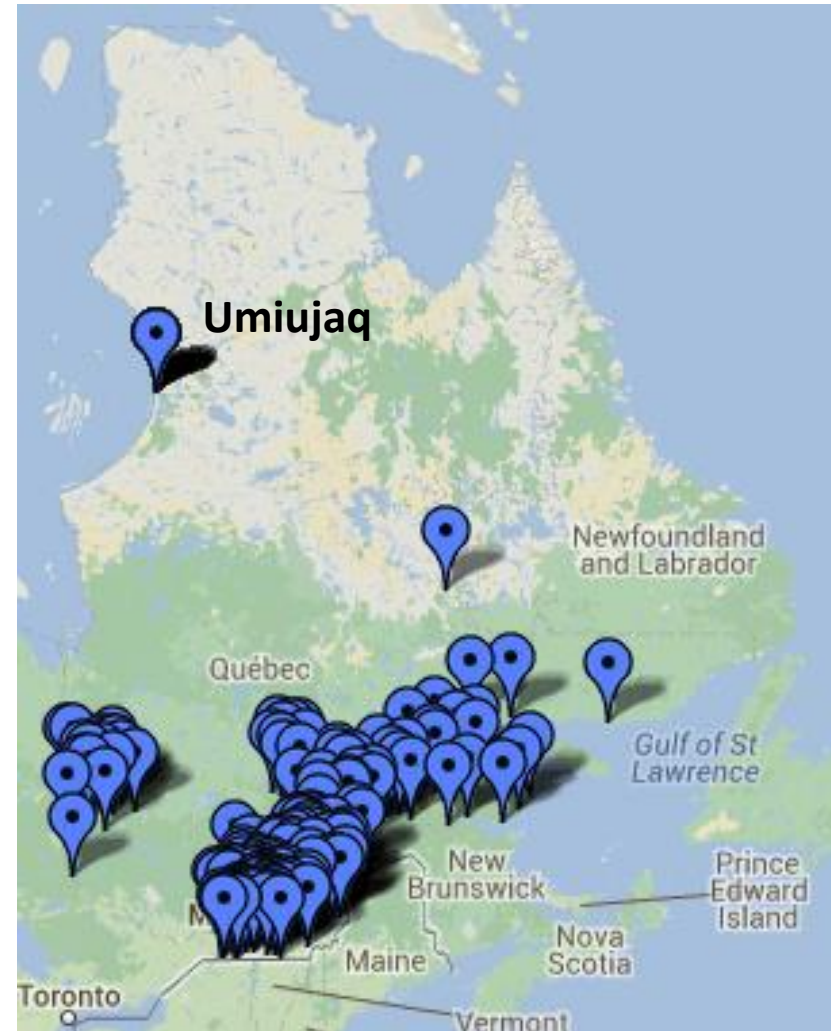 Umiujaq
Newfoundland
and Labrador
Québec
Gulf of St
Lawrence
New
Brunswick
Prince
Edward
Island
Nova
Scotia
Maine
Toronto
Vermont